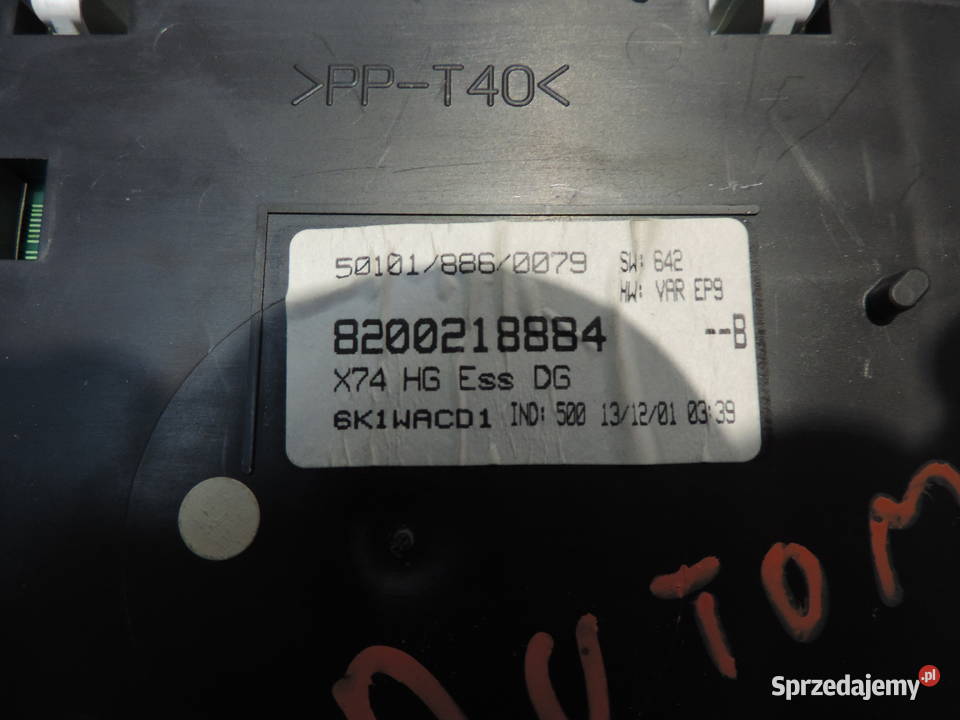 >PP-T40<
50101/886/0079 SW: 642
HW: VAR EP9
8200218884 --B
X74 HG Ess DG
6K1WACD1 IND: 500 13/12/01 03:39
AUTOM
Sprzedajemy.pl